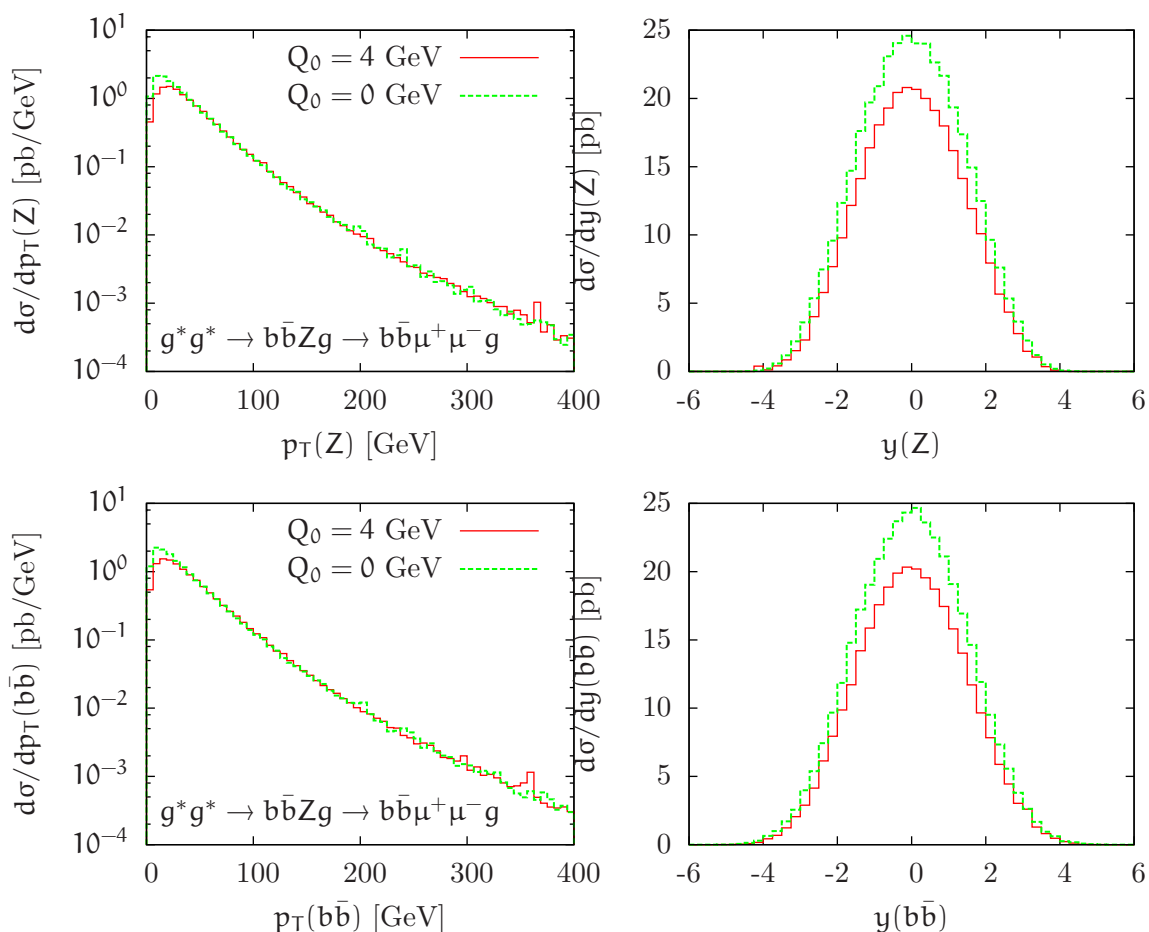 dσ/dp_T(Z) [pb/GeV]
10^1
10^0
10^-1
10^-2
10^-3
10^-4
Q_0 = 4 GeV
Q_0 = 0 GeV
g*g* → bb̄Zg → bb̄μ⁺μ⁻g
0 100 200 300 400
p_T(Z) [GeV]
dσ/dy(Z) [pb]
25
20
15
10
5
0
-6 -4 -2 0 2 4 6
y(Z)
dσ/dp_T(bb̄) [pb/GeV]
10^1
10^0
10^-1
10^-2
10^-3
10^-4
Q_0 = 4 GeV
Q_0 = 0 GeV
g*g* → bb̄Zg → bb̄μ⁺μ⁻g
0 100 200 300 400
p_T(bb̄) [GeV]
dσ/dy(bb̄) [pb]
25
20
15
10
5
0
-6 -4 -2 0 2 4 6
y(bb̄)